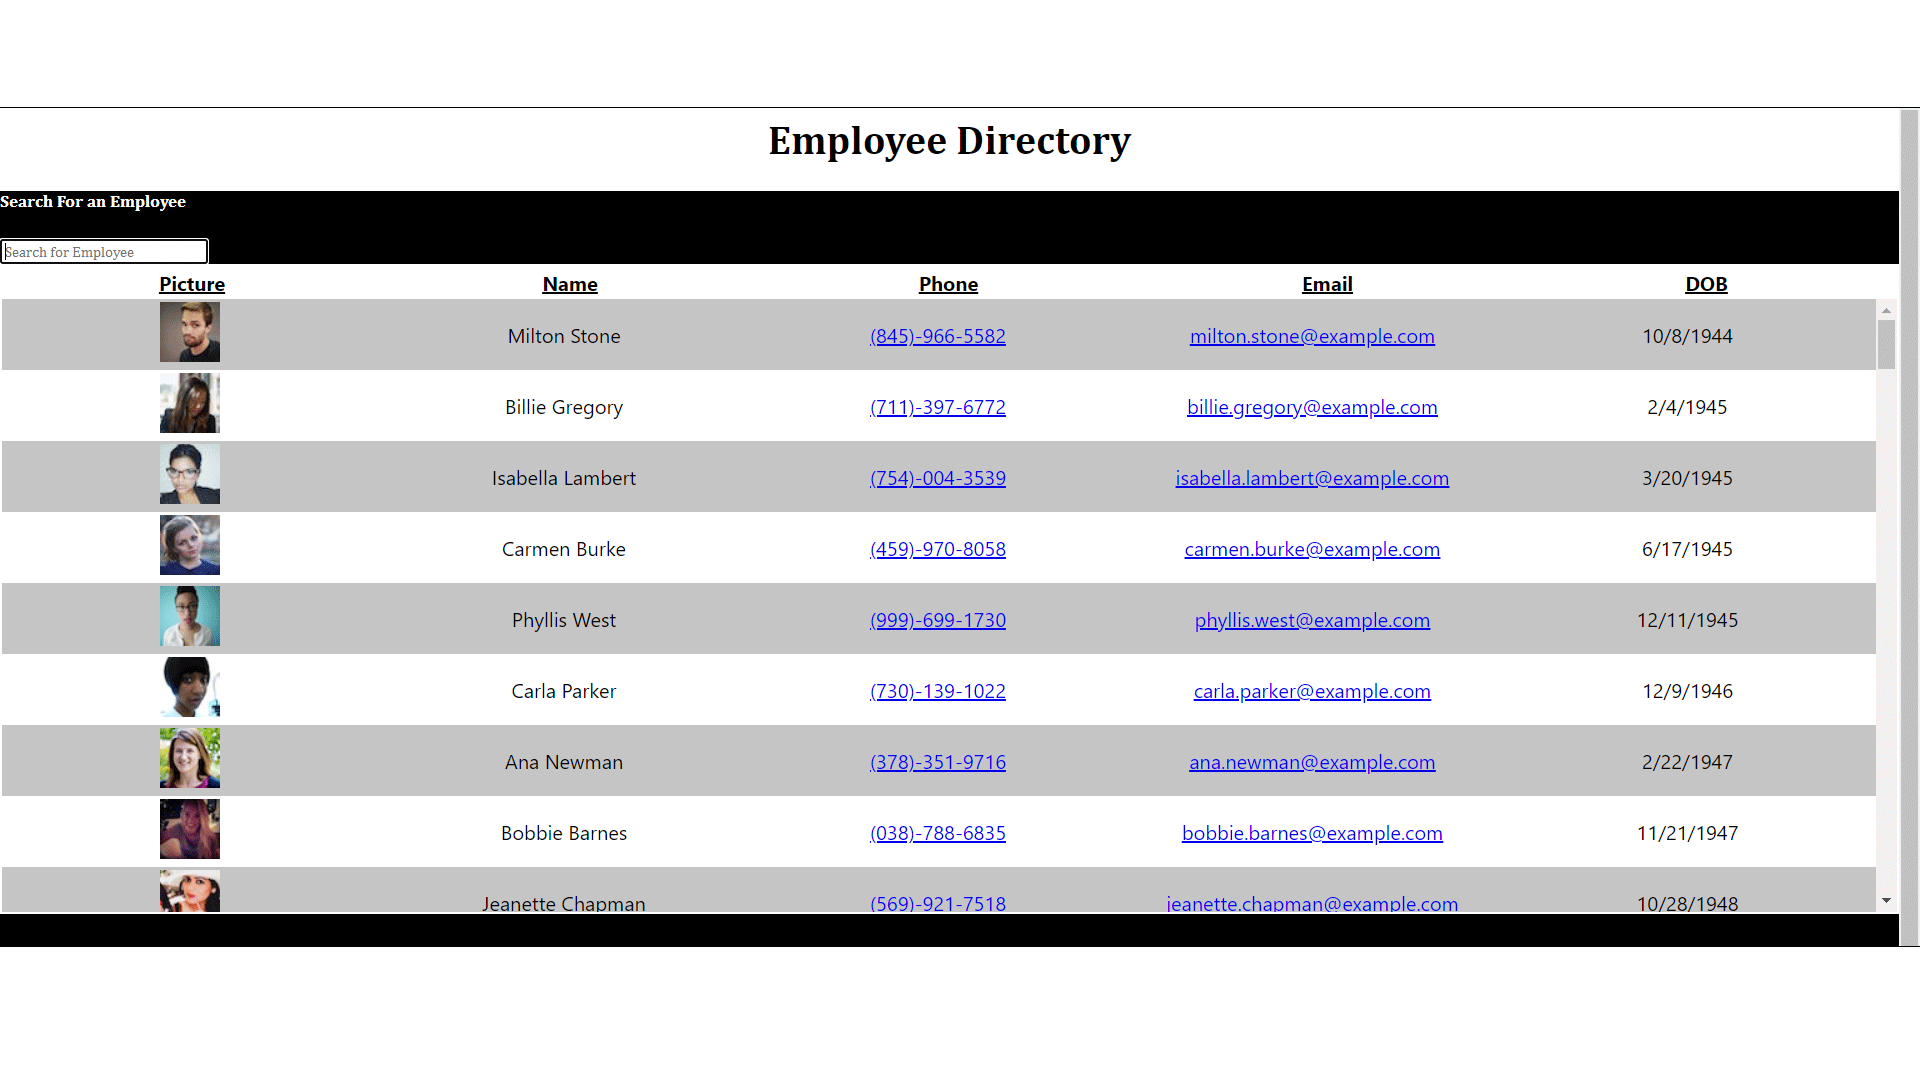 Employee Directory
Search For an Employee
Search for Employee
Picture Name Phone Email DOB
Milton Stone (845)-966-5582 milton.stone@example.com 10/8/1944
Billie Gregory (711)-397-6772 billie.gregory@example.com 2/4/1945
Isabella Lambert (754)-004-3539 isabella.lambert@example.com 3/20/1945
Carmen Burke (459)-970-8058 carmen.burke@example.com 6/17/1945
Phyllis West (999)-699-1730 phyllis.west@example.com 12/11/1945
Carla Parker (730)-139-1022 carla.parker@example.com 12/9/1946
Ana Newman (378)-351-9716 ana.newman@example.com 2/22/1947
Bobbie Barnes (038)-788-6835 bobbie.barnes@example.com 11/21/1947
Jeanette Chapman (569)-921-7518 jeanette.chapman@example.com 10/28/1948